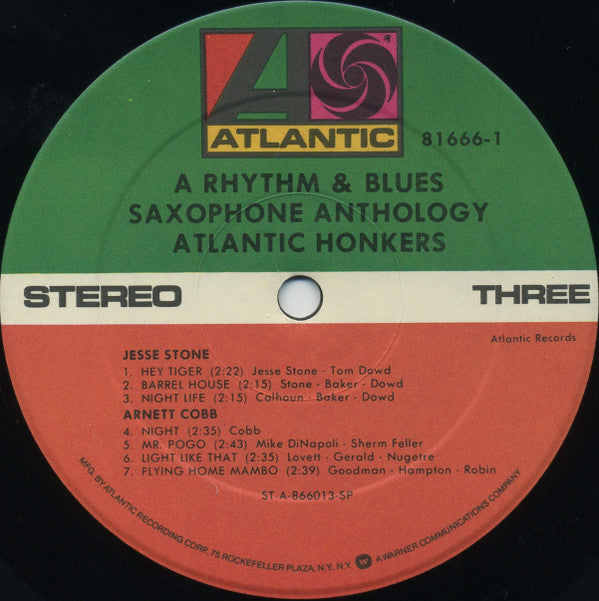 A
ATLANTIC
81666-1
A RHYTHM & BLUES
SAXOPHONE ANTHOLOGY
ATLANTIC HONKERS
STEREO
THREE
Atlantic Records
JESSE STONE
1. HEY TIGER (2:22) Jesse Stone - Tom Dowd
2. BARREL HOUSE (2:15) Stone - Baker - Dowd
3. NIGHT LIFE (2:15) Calhoun - Baker - Dowd
ARNETT COBB
4. NIGHT (2:35) Cobb
5. MR. POGO (2:43) Mike DiNapoli - Sherm Feller
6. LIGHT LIKE THAT (2:35) Lovett - Gerald - Nugetre
7. FLYING HOME MAMBO (2:39) Goodman - Hampton - Robin
ST-A-866013 SP
MFG. BY ATLANTIC RECORDING CORP., 75 ROCKEFELLER PLAZA, N.Y., N.Y. W A WARNER COMMUNICATIONS COMPANY